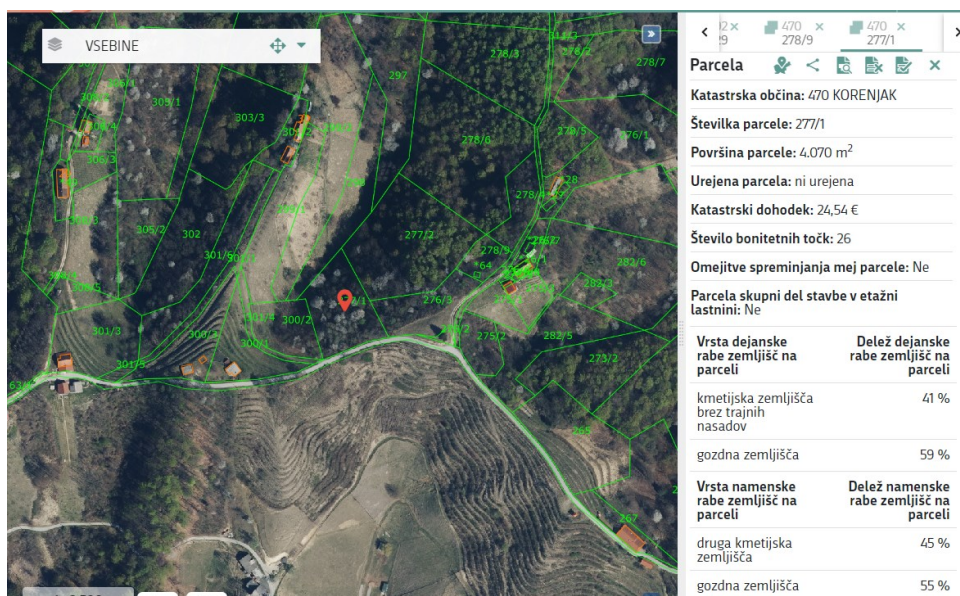 VSEBINE
470
278/9
470
277/1
Parcela
Katastrska občina: 470 KORENJAK
Številka parcele: 277/1
Površina parcele: 4.070 m²
Urejena parcela: ni urejena
Katastrski dohodek: 24,54 €
Število bonitetnih točk: 26
Omejitve spreminjanja mej parcele: Ne
Parcela skupni del stavbe v etažni
lastnini: Ne
Vrsta dejanske
rabe zemljišč na
parceli
Delež dejanske
rabe zemljišč na
parceli
kmetijska zemljišča
brez trajnih
nasadov
41 %
gozdna zemljišča
59 %
Vrsta namenske
rabe zemljišč na
parceli
Delež namenske
rabe zemljišč na
parceli
druga kmetijska
zemljišča
45 %
gozdna zemljišča
55 %
278/3
278/2
278/7
297
309/1
303/3
306/3
278/6
278/5
276/1
305/2
302
277/2
278/9
*64
282/6
276/3
282/3
301/3
300/2
300/1
275/2
282/5
273/2
301/5
265
267